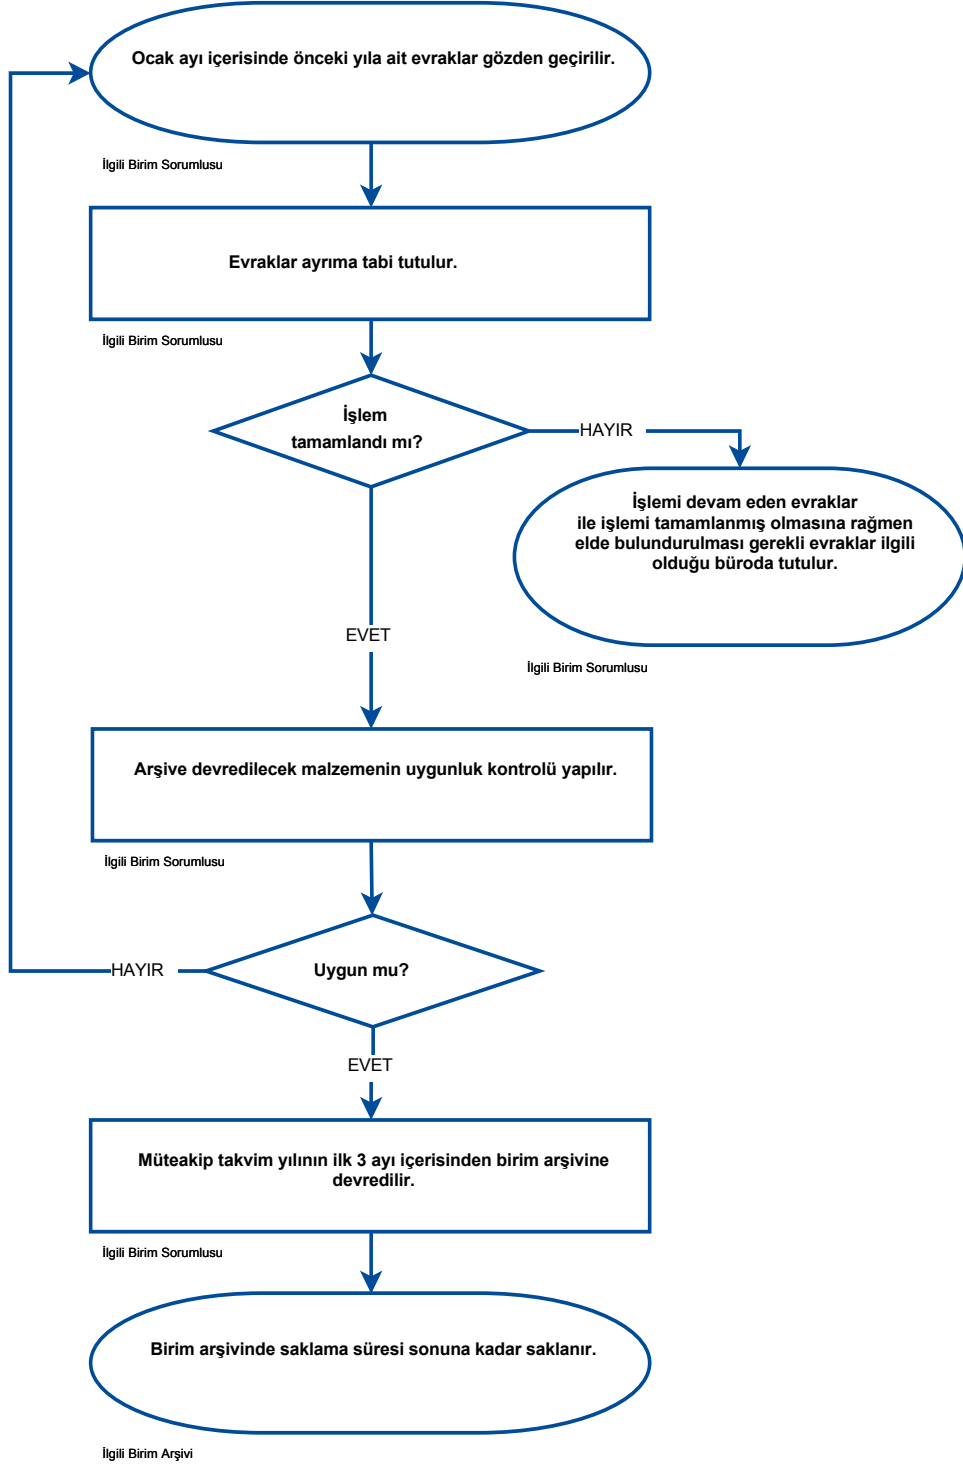 Ocak ayı içerisinde önceki yıla ait evraklar gözden geçirilir.
İlgili Birim Sorumlusu
Evraklar ayrıma tabi tutulur.
İlgili Birim Sorumlusu
İşlem
tamamlandı mı?
HAYIR
İşlemi devam eden evraklar
ile işlemi tamamlanmış olmasına rağmen
elde bulundurulması gerekli evraklar ilgili
olduğu büroda tutulur.
EVET
İlgili Birim Sorumlusu
Arşive devredilecek malzemenin uygunluk kontrolü yapılır.
İlgili Birim Sorumlusu
HAYIR
Uygun mu?
EVET
Müteakip takvim yılının ilk 3 ayı içerisinden birim arşivine
devredilir.
İlgili Birim Sorumlusu
Birim arşivinde saklama süresi sonuna kadar saklanır.
İlgili Birim Arşivi